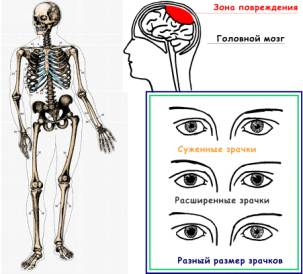 Зона повреждения
Головной мозг
Суженные зрачки
Расширенные зрачки
Разный размер зрачков